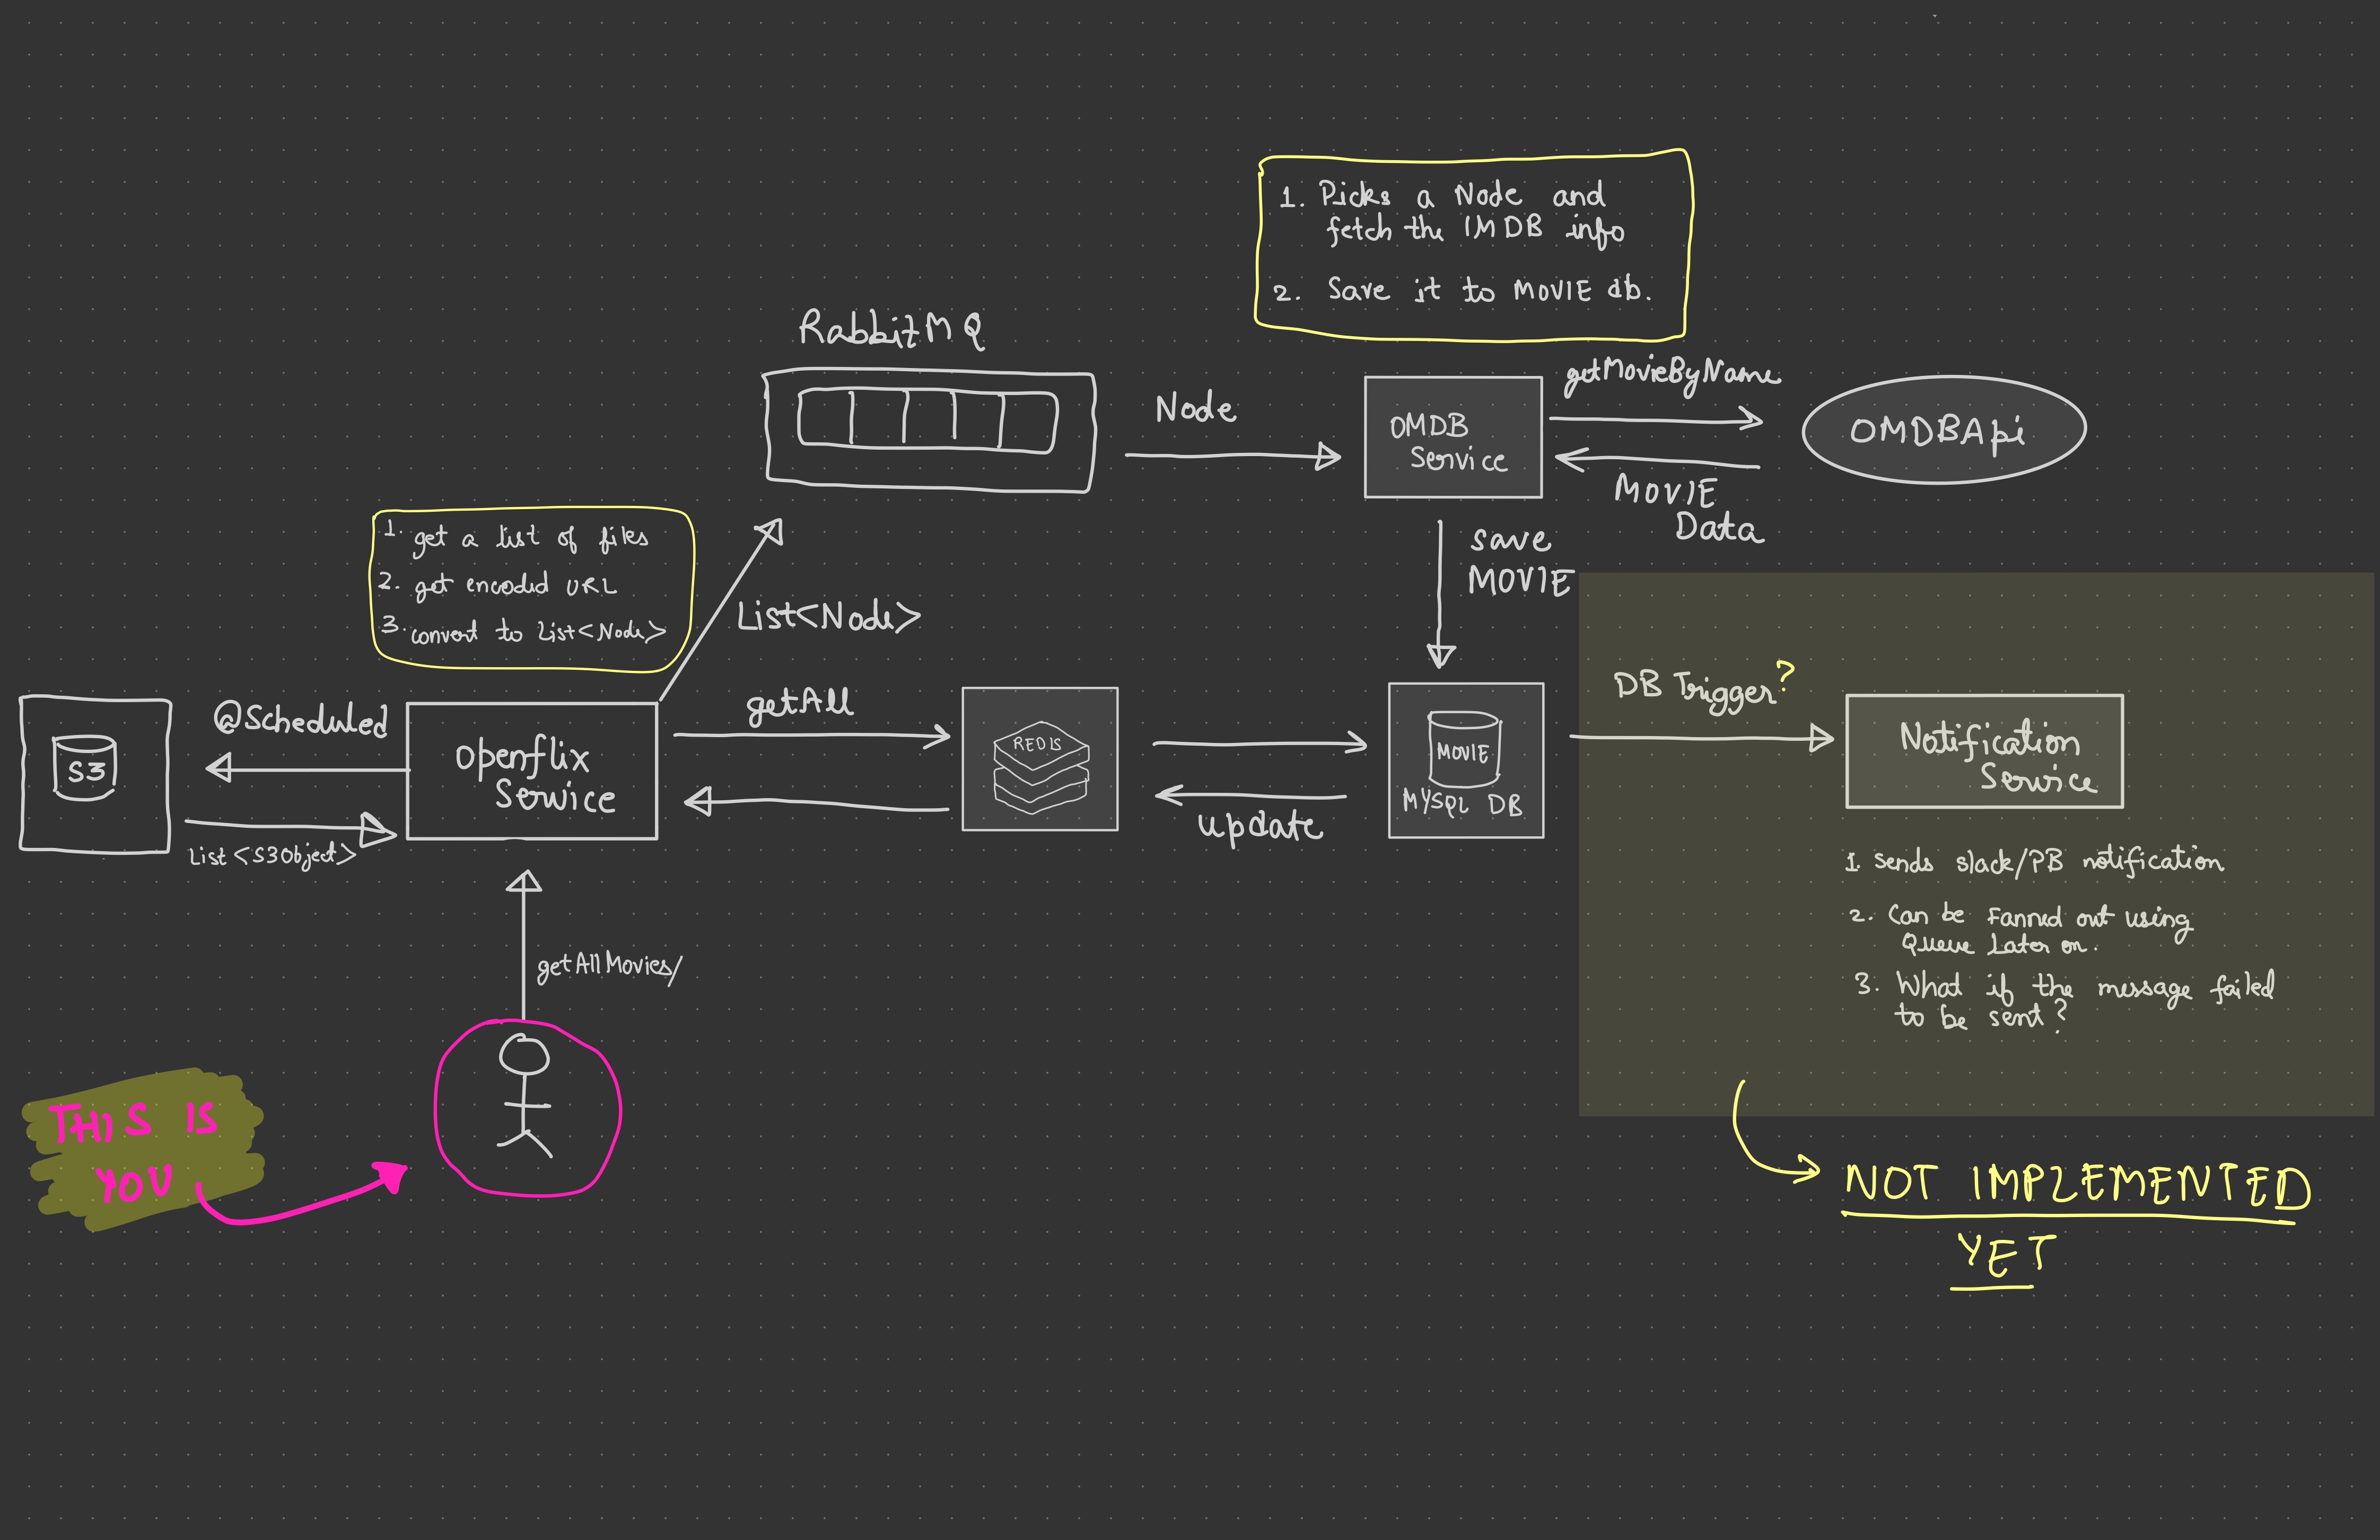 1. Picks a Node and
fetch the IMDB info
2. Save it to MOVIE db.
RabbitMQ
Node
getMovieByName
OMDB
Service
OMDBApi
MOVIE
Data
1. get a list of files
2. get encoded URL
3. convert to List<Node>
List<Node>
save
MOVIE
@Scheduled
S3
List<S3Object>
Openflix
Service
getAll
REDIS
update
MOVIE
MYSQL DB
DB Trigger?
Notification
Service
1. Sends slack/PB notification
2. Can be Fanned out using
Queue Later on.
3. What if the message failed
to be sent?
getAllMovies/
THIS IS
YOU
NOT IMPLEMENTED
YET